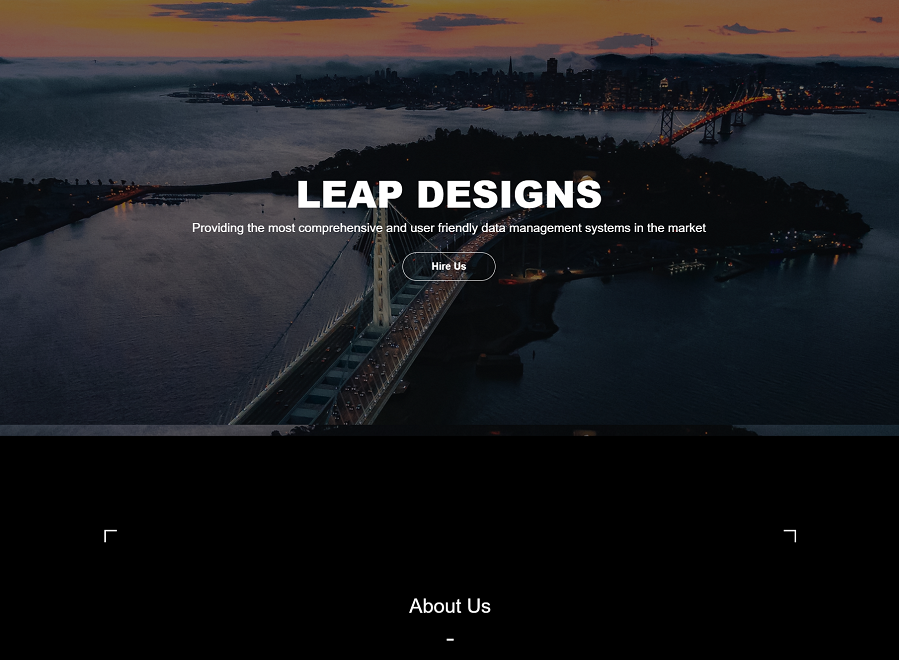 LEAP DESIGNS
Providing the most comprehensive and user friendly data management systems in the market
Hire Us
About Us